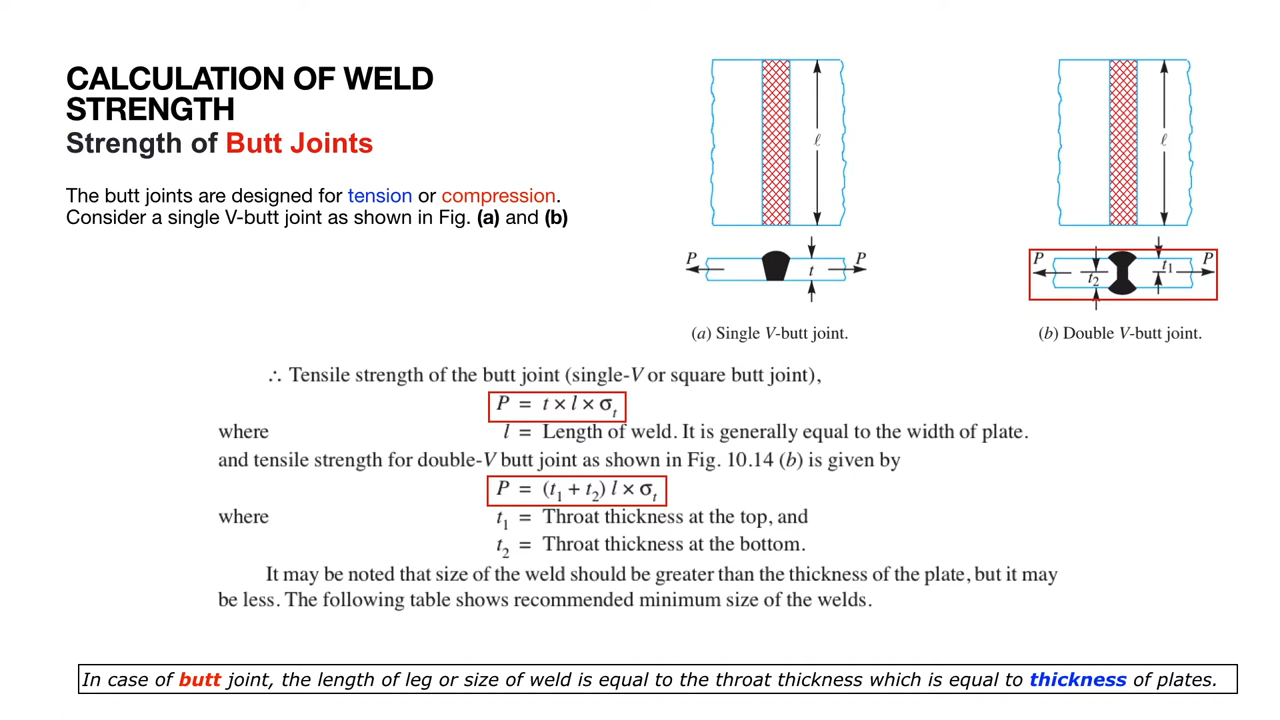 CALCULATION OF WELD
STRENGTH
Strength of Butt Joints
The butt joints are designed for tension or compression.
Consider a single V-butt joint as shown in Fig. (a) and (b)
ℓ
P
t
P
(a) Single V-butt joint.
ℓ
P
t2
t1
P
(b) Double V-butt joint.
∴ Tensile strength of the butt joint (single-V or square butt joint),
P = t × l × σt
where l = Length of weld. It is generally equal to the width of plate.
and tensile strength for double-V butt joint as shown in Fig. 10.14 (b) is given by
P = (t1 + t2) l × σt
where t1 = Throat thickness at the top, and
t2 = Throat thickness at the bottom.
It may be noted that size of the weld should be greater than the thickness of the plate, but it may
be less. The following table shows recommended minimum size of the welds.
In case of butt joint, the length of leg or size of weld is equal to the throat thickness which is equal to thickness of plates.